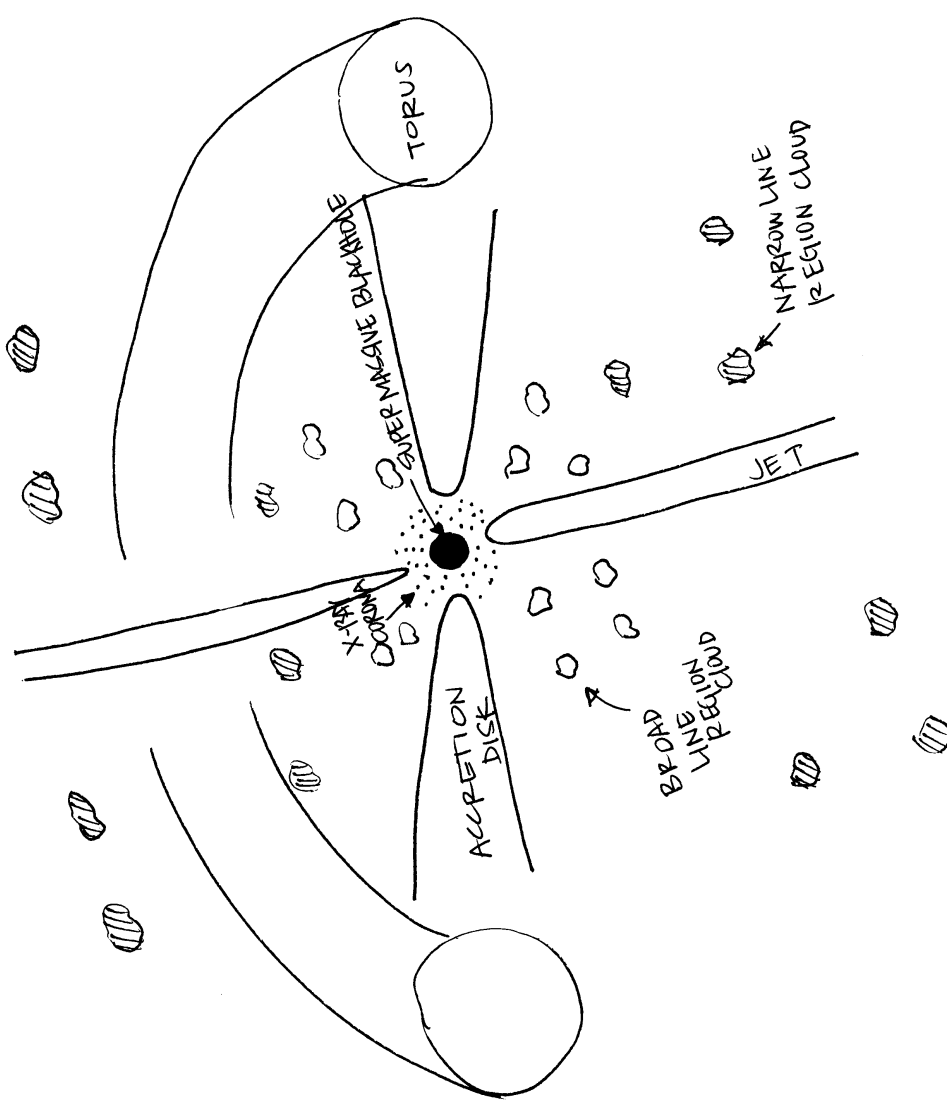 TORUS
SUPER MASSIVE BLACKHOLE
NARROW LINE
REGION CLOUD
JET
X-RAY
CORONA
ACCRETION
DISK
BROAD
LINE
REGION
CLOUD